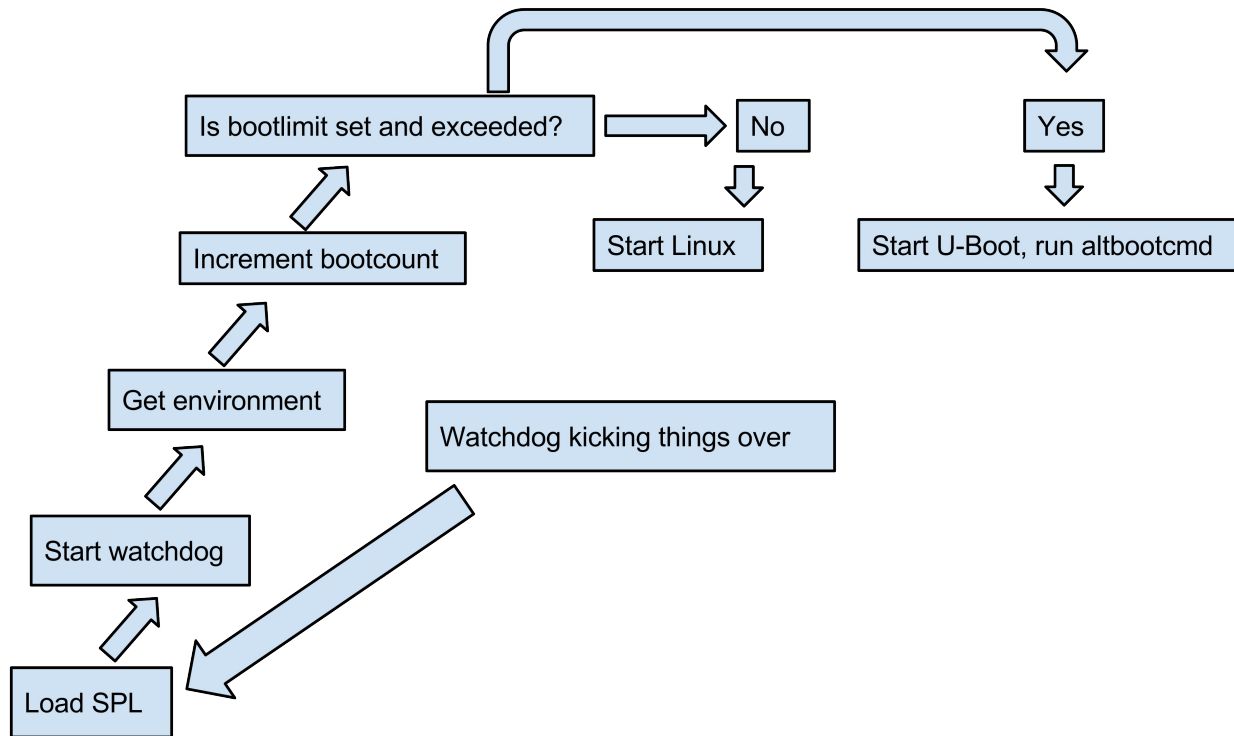 Is bootlimit set and exceeded?
No
Yes
Increment bootcount
Start Linux
Start U-Boot, run altbootcmd
Get environment
Watchdog kicking things over
Start watchdog
Load SPL